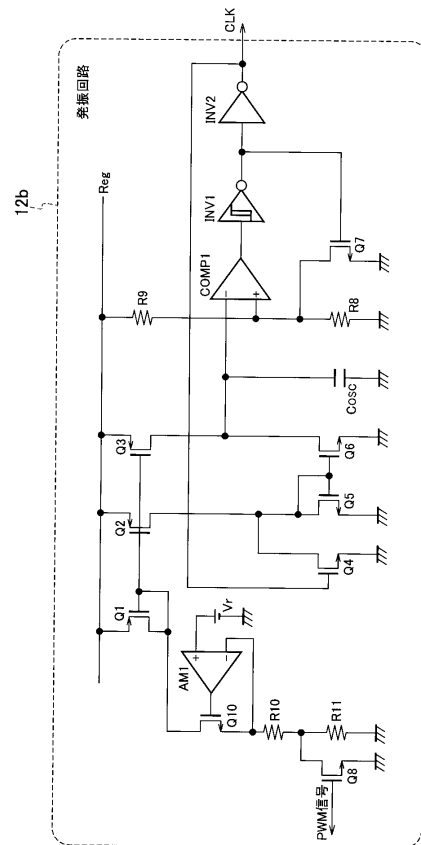 12b
発振回路
Reg
CLK
Q1
Q2
Q3
R9
COMP1
-
+
INV1
INV2
AM1
+
-
Vr
Q10
Q4
Q5
Q6
Cosc
R8
Q7
R10
R11
Q8
PWM信号